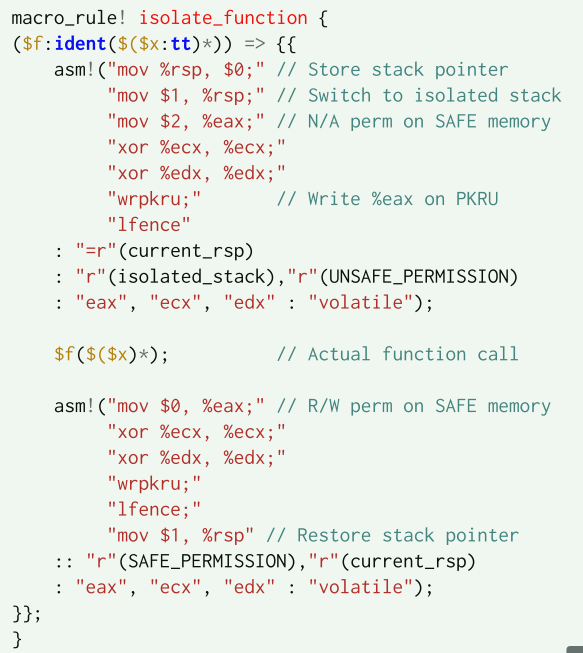 macro_rule! isolate_function {
($f:ident($($x:tt)*)) => {{
    asm!("mov %rsp, $0;" // Store stack pointer
        "mov $1, %rsp;" // Switch to isolated stack
        "mov $2, %eax;" // N/A perm on SAFE memory
        "xor %ecx, %ecx;"
        "xor %edx, %edx;"
        "wrpkru;"      // Write %eax on PKRU
        "lfence"
    : "=r"(current_rsp)
    : "r"(isolated_stack),"r"(UNSAFE_PERMISSION)
    : "eax", "ecx", "edx" : "volatile");

    $f($($x)*);         // Actual function call

    asm!("mov $0, %eax;" // R/W perm on SAFE memory
        "xor %ecx, %ecx;"
        "xor %edx, %edx;"
        "wrpkru;"
        "lfence;"
        "mov $1, %rsp" // Restore stack pointer
    :: "r"(SAFE_PERMISSION),"r"(current_rsp)
    : "eax", "ecx", "edx" : "volatile");
}};
}